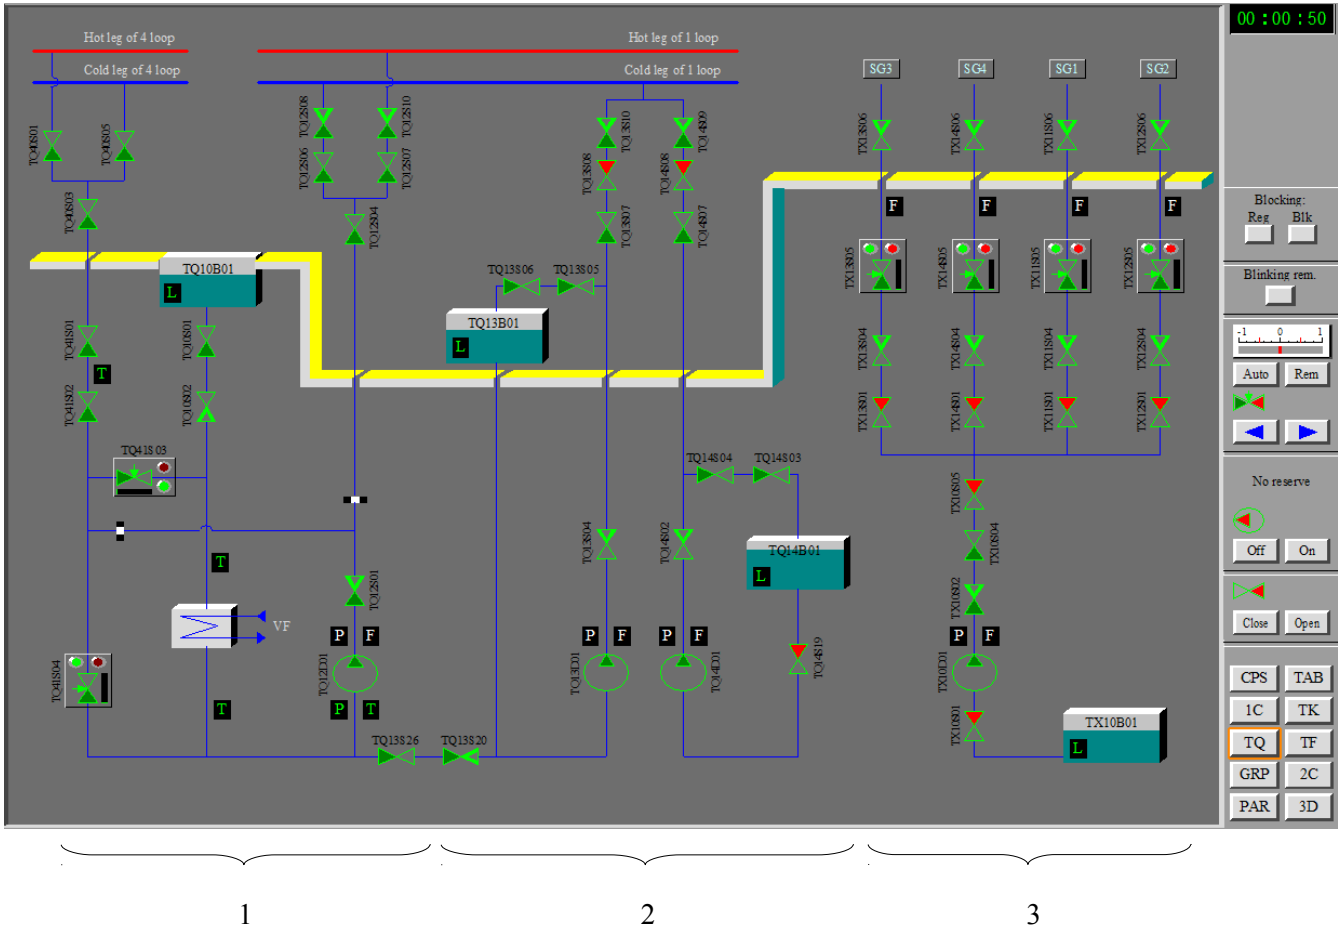 00:00:50
Hot leg of 4 loop
Hot leg of 1 loop
Cold leg of 4 loop
Cold leg of 1 loop
SG3
SG4
SG1
SG2
TQ40S01
TQ40S05
TQ12S08
TQ12S10
TQ13S10
TQ14S09
TX13S06
TX14S06
TX11S06
TX12S06
TQ12S06
TQ12S07
TQ13S08
TQ14S08
TQ40S03
TQ12S04
TQ13S07
TQ14S07
F
F
F
F
Blocking:
Reg
Blk
TQ10B01
L
TQ13S06
TQ13S05
TX13S05
TX14S05
TX11S05
TX12S05
Blinking rem.
TQ41S01
TQ10S01
TQ13B01
L
TX13S04
TX14S04
TX11S04
TX12S04
-1
0
1
T
Auto
Rem
TQ41S02
TQ10S02
TX13S01
TX14S01
TX11S01
TX12S01
TQ41S03
TQ14S04
TQ14S03
TX10S05
No reserve
TQ13S04
TQ14S02
TX10S04
TQ14B01
L
Off
On
T
TQ12S01
TX10S02
VF
P
F
P
F
P
F
P
F
Close
Open
TQ41S04
TQ12D01
TQ13D01
TQ14D01
TQ14S19
TX10D01
CPS
TAB
T
P
T
TX10S01
TX10B01
L
1C
TK
TQ13S26
TQ13S20
TQ
TF
GRP
2C
PAR
3D
1
2
3